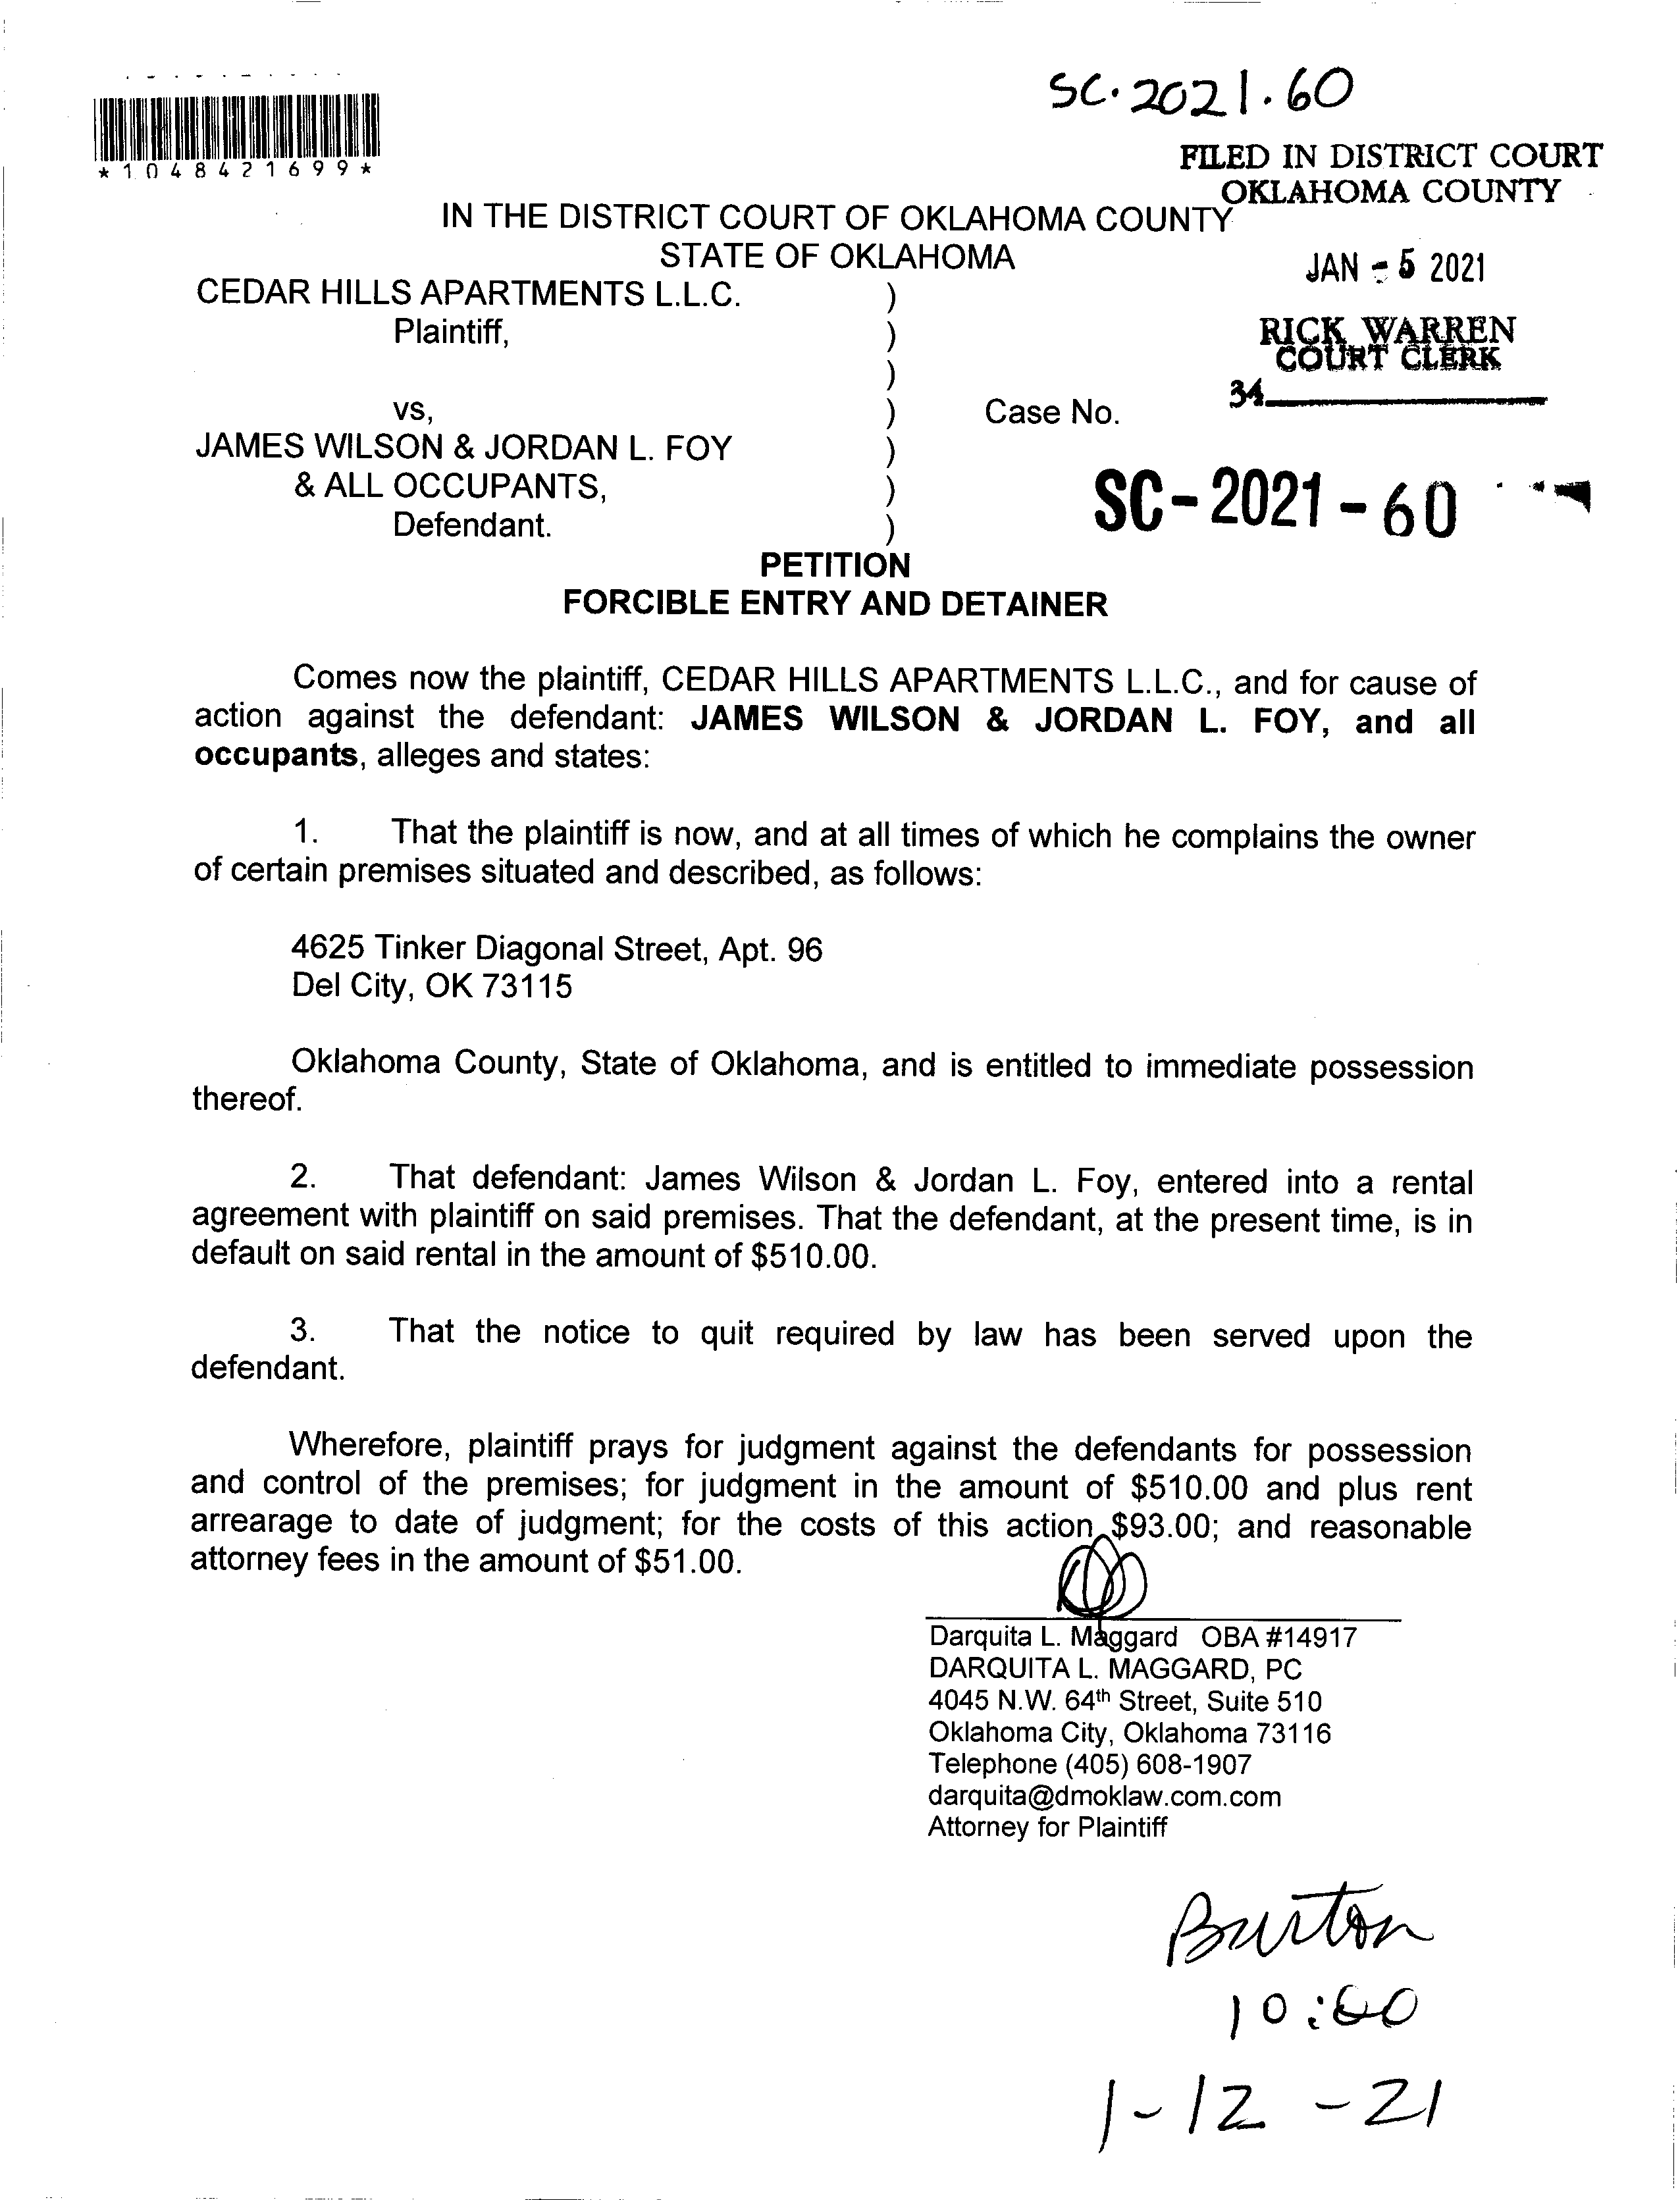 SC. 2021. 60
*1048421699*
FILED IN DISTRICT COURT
OKLAHOMA COUNTY
IN THE DISTRICT COURT OF OKLAHOMA COUNTY
STATE OF OKLAHOMA
JAN - 5 2021
CEDAR HILLS APARTMENTS L.L.C. )
Plaintiff, )
RICK WARREN
COURT CLERK
)
34
vs, ) Case No.
JAMES WILSON & JORDAN L. FOY )
& ALL OCCUPANTS, )
SC-2021-60
Defendant. )
PETITION
FORCIBLE ENTRY AND DETAINER
Comes now the plaintiff, CEDAR HILLS APARTMENTS L.L.C., and for cause of
action against the defendant: JAMES WILSON & JORDAN L. FOY, and all
occupants, alleges and states:
1. That the plaintiff is now, and at all times of which he complains the owner
of certain premises situated and described, as follows:
4625 Tinker Diagonal Street, Apt. 96
Del City, OK 73115
Oklahoma County, State of Oklahoma, and is entitled to immediate possession
thereof.
2. That defendant: James Wilson & Jordan L. Foy, entered into a rental
agreement with plaintiff on said premises. That the defendant, at the present time, is in
default on said rental in the amount of $510.00.
3. That the notice to quit required by law has been served upon the
defendant.
Wherefore, plaintiff prays for judgment against the defendants for possession
and control of the premises; for judgment in the amount of $510.00 and plus rent
arrearage to date of judgment; for the costs of this action $93.00; and reasonable
attorney fees in the amount of $51.00.
Darquita L. Maggard OBA #14917
DARQUITA L. MAGGARD, PC
4045 N.W. 64th Street, Suite 510
Oklahoma City, Oklahoma 73116
Telephone (405) 608-1907
darquita@dmoklaw.com.com
Attorney for Plaintiff
Burton
10:00
1-12-21